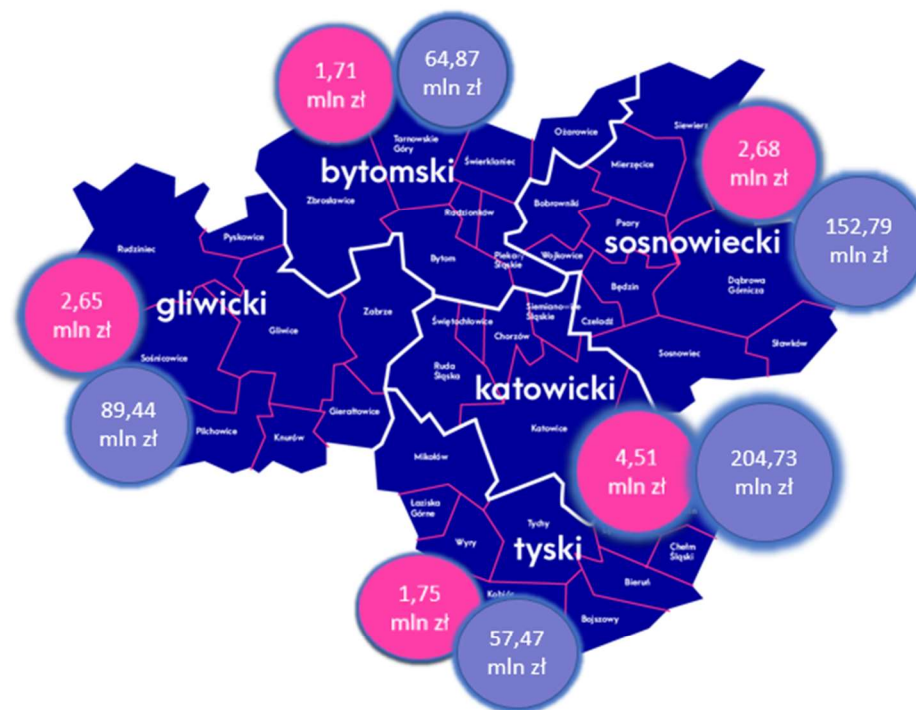 1,71
mln zł
64,87
mln zł
Tarnowskie
Góry
Świerklaniec
Ożarowice
Siewierz
Mierzęcice
2,68
mln zł
bytomski
Zbrosławice
Radzionków
Bobrowniki
Psary
sosnowiecki
152,79
mln zł
Rudziniec
Pyskowice
Bytom
Piekary
Śląskie
Wojkowice
Będzin
Dąbrowa
Górnicza
2,65
mln zł
gliwicki
Gliwice
Zabrze
Świętochłowice
Chorzów
Siemianowice
Śląskie
Czeladź
Sosnowiec
Sławków
Sośnicowice
Ruda
Śląska
katowicki
Katowice
89,44
mln zł
Pilchowice
Knurów
Gierałtowice
Mikołów
4,51
mln zł
204,73
mln zł
Łaziska
Górne
Wyry
Tychy
tyski
Chełm
Śląski
Bieruń
Bojszowy
1,75
mln zł
57,47
mln zł